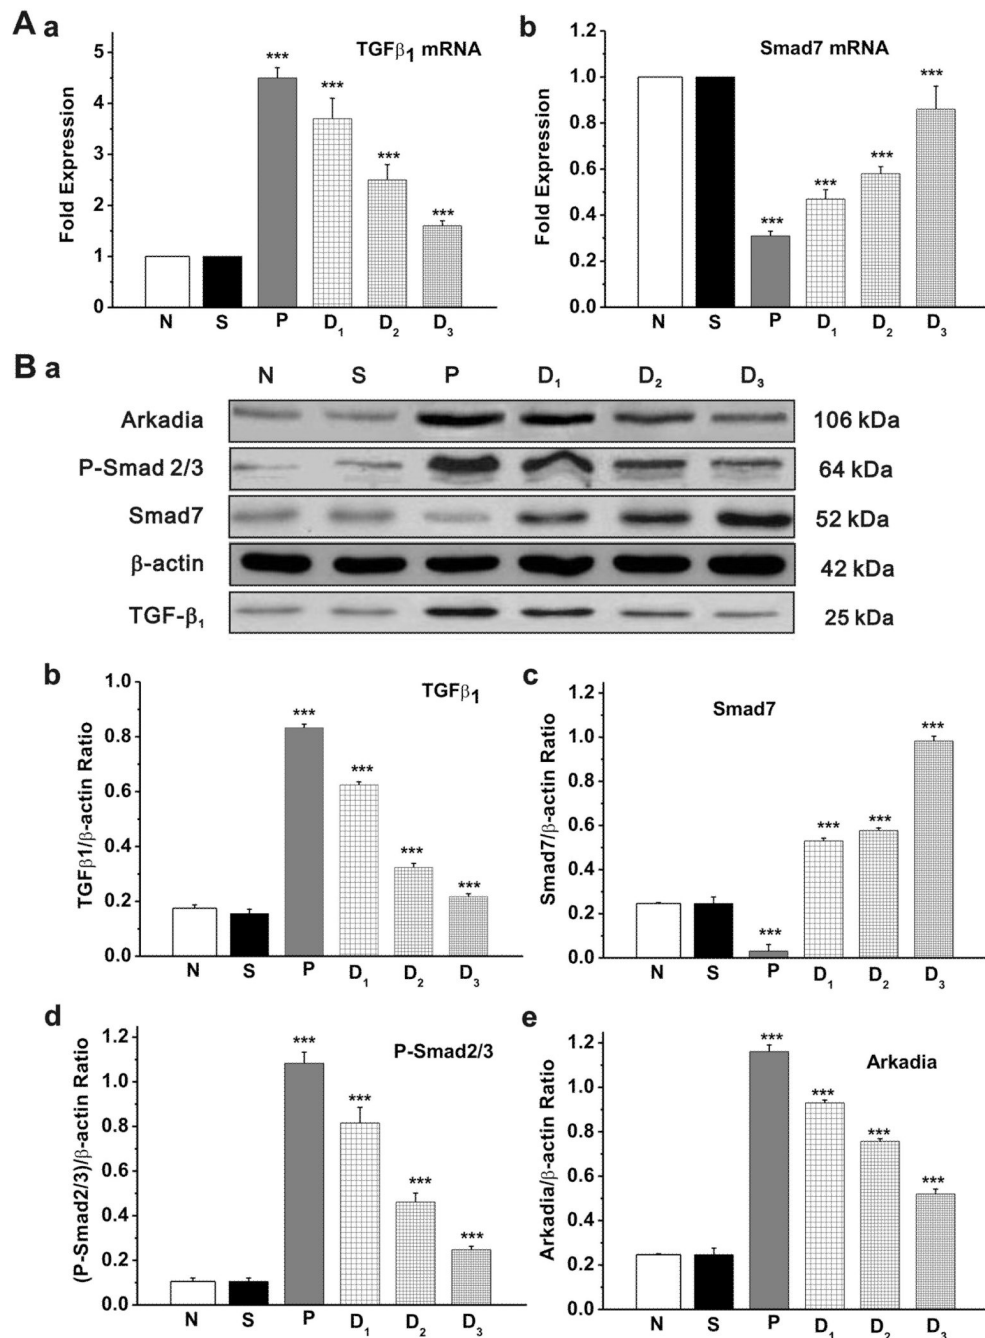 A a
TGFβ₁ mRNA
Fold Expression
5
4
2
1
0
***
***
***
***
N S P D₁ D₂ D₃
b
Smad7 mRNA
Fold Expression
1.2
1.0
0.8
0.6
0.4
0.2
0.0
***
***
***
***
N S P D₁ D₂ D₃
B a
N S P D₁ D₂ D₃
Arkadia 106 kDa
P-Smad 2/3 64 kDa
Smad7 52 kDa
β-actin 42 kDa
TGF-β₁ 25 kDa
b
TGFβ₁
TGFβ1/β-actin Ratio
1.0
0.8
0.6
0.4
0.2
0.0
***
***
***
***
N S P D₁ D₂ D₃
c
Smad7
Smad7/β-actin Ratio
1.2
1.0
0.8
0.6
0.4
0.2
0.0
***
***
***
***
N S P D₁ D₂ D₃
d
P-Smad2/3
(P-Smad2/3)/β-actin Ratio
1.2
1.0
0.8
0.6
0.4
0.2
0.0
***
***
***
***
N S P D₁ D₂ D₃
e
Arkadia
Arkadia/β-actin Ratio
1.2
1.0
0.8
0.6
0.4
0.2
0.0
***
***
***
***
N S P D₁ D₂ D₃